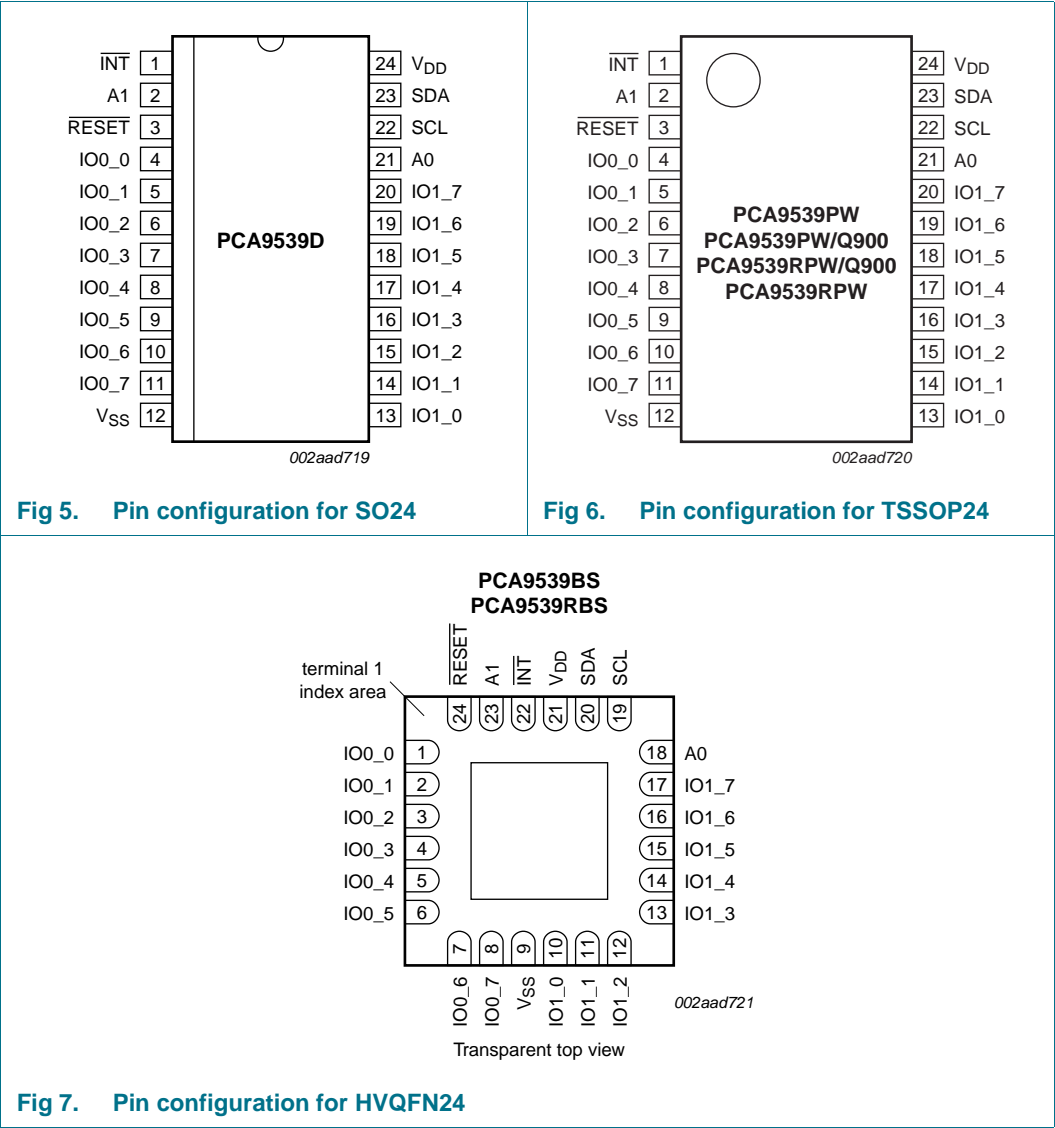 INT 1 24 VDD
A1 2 23 SDA
RESET 3 22 SCL
IO0_0 4 21 A0
IO0_1 5 20 IO1_7
IO0_2 6 19 IO1_6
IO0_3 7 18 IO1_5
IO0_4 8 17 IO1_4
IO0_5 9 16 IO1_3
IO0_6 10 15 IO1_2
IO0_7 11 14 IO1_1
VSS 12 13 IO1_0
PCA9539D
002aad719
Fig 5. Pin configuration for SO24
INT 1 24 VDD
A1 2 23 SDA
RESET 3 22 SCL
IO0_0 4 21 A0
IO0_1 5 20 IO1_7
IO0_2 6 19 IO1_6
IO0_3 7 18 IO1_5
IO0_4 8 17 IO1_4
IO0_5 9 16 IO1_3
IO0_6 10 15 IO1_2
IO0_7 11 14 IO1_1
VSS 12 13 IO1_0
PCA9539PW
PCA9539PW/Q900
PCA9539RPW/Q900
PCA9539RPW
002aad720
Fig 6. Pin configuration for TSSOP24
PCA9539BS
PCA9539RBS
terminal 1
index area
RESET A1 INT VDD SDA SCL
24 23 22 21 20 19
IO0_0 1 18 A0
IO0_1 2 17 IO1_7
IO0_2 3 16 IO1_6
IO0_3 4 15 IO1_5
IO0_4 5 14 IO1_4
IO0_5 6 13 IO1_3
7 8 9 10 11 12
IO0_6 IO0_7 VSS IO1_0 IO1_1 IO1_2
002aad721
Transparent top view
Fig 7. Pin configuration for HVQFN24